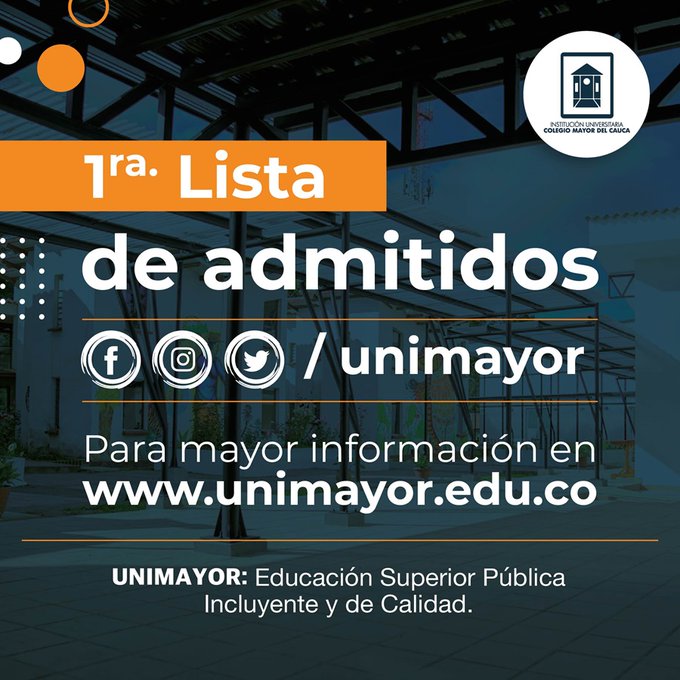 INSTITUCIÓN UNIVERSITARIA
COLEGIO MAYOR DEL CAUCA
1ra. Lista
de admitidos
/ unimayor
Para mayor información en
www.unimayor.edu.co
UNIMAYOR: Educación Superior Pública
Incluyente y de Calidad.